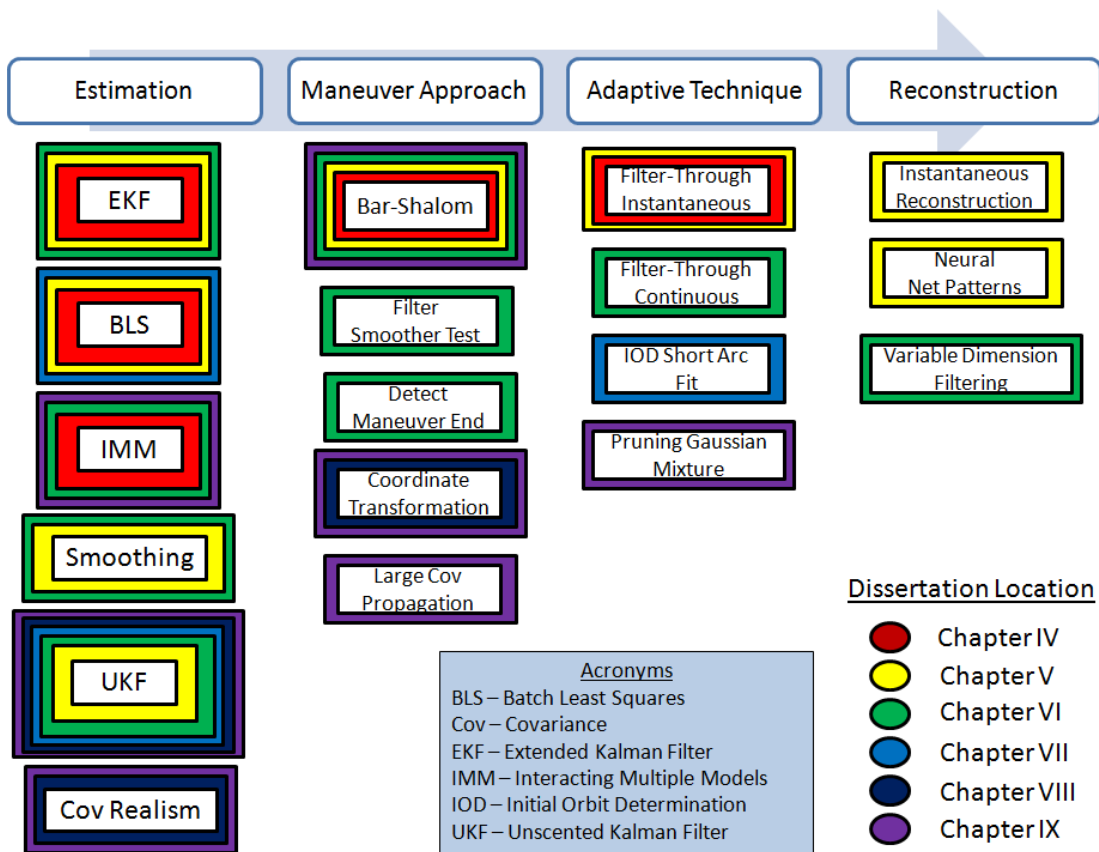 Estimation
Maneuver Approach
Adaptive Technique
Reconstruction
EKF
BLS
IMM
Smoothing
UKF
Cov Realism
Bar-Shalom
Filter
Smoother Test
Detect
Maneuver End
Coordinate
Transformation
Large Cov
Propagation
Filter-Through
Instantaneous
Filter-Through
Continuous
IOD Short Arc
Fit
Pruning Gaussian
Mixture
Instantaneous
Reconstruction
Neural
Net Patterns
Variable Dimension
Filtering
Acronyms
BLS – Batch Least Squares
Cov – Covariance
EKF – Extended Kalman Filter
IMM – Interacting Multiple Models
IOD – Initial Orbit Determination
UKF – Unscented Kalman Filter
Dissertation Location
Chapter IV
Chapter V
Chapter VI
Chapter VII
Chapter VIII
Chapter IX